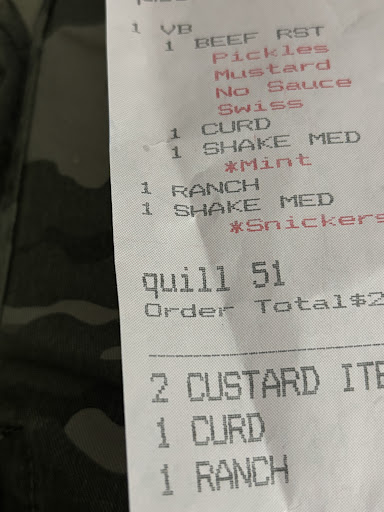 1 VB
1 BEEF RST
Pickles
Mustard
No Sauce
Swiss
1 CURD
1 SHAKE MED
*Mint
1 RANCH
1 SHAKE MED
*Snickers
quill 51
Order Total$2
2 CUSTARD ITE
1 CURD
1 RANCH